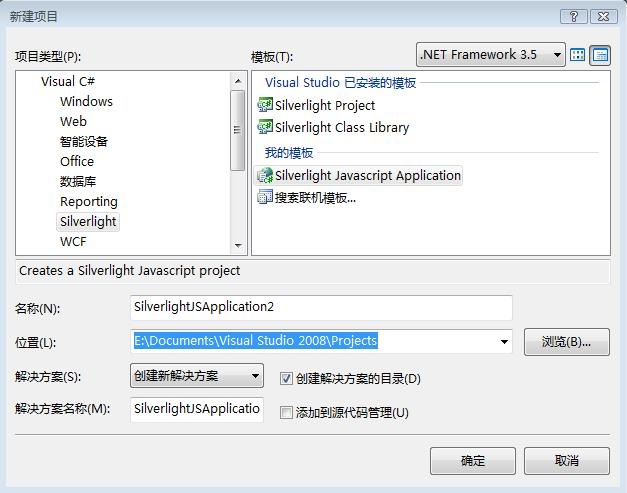 新建项目
项目类型(P):
模板(T):
.NET Framework 3.5
Visual C#
Windows
Web
智能设备
Office
数据库
Reporting
Silverlight
WCF
Visual Studio 已安装的模板
Silverlight Project
Silverlight Class Library
我的模板
Silverlight Javascript Application
搜索联机模板...
Creates a Silverlight Javascript project
名称(N):
SilverlightJSApplication2
位置(L):
E:\Documents\Visual Studio 2008\Projects
浏览(B)...
解决方案(S):
创建新解决方案
创建解决方案的目录(D)
解决方案名称(M):
SilverlightJSApplicatio
添加到源代码管理(U)
确定
取消